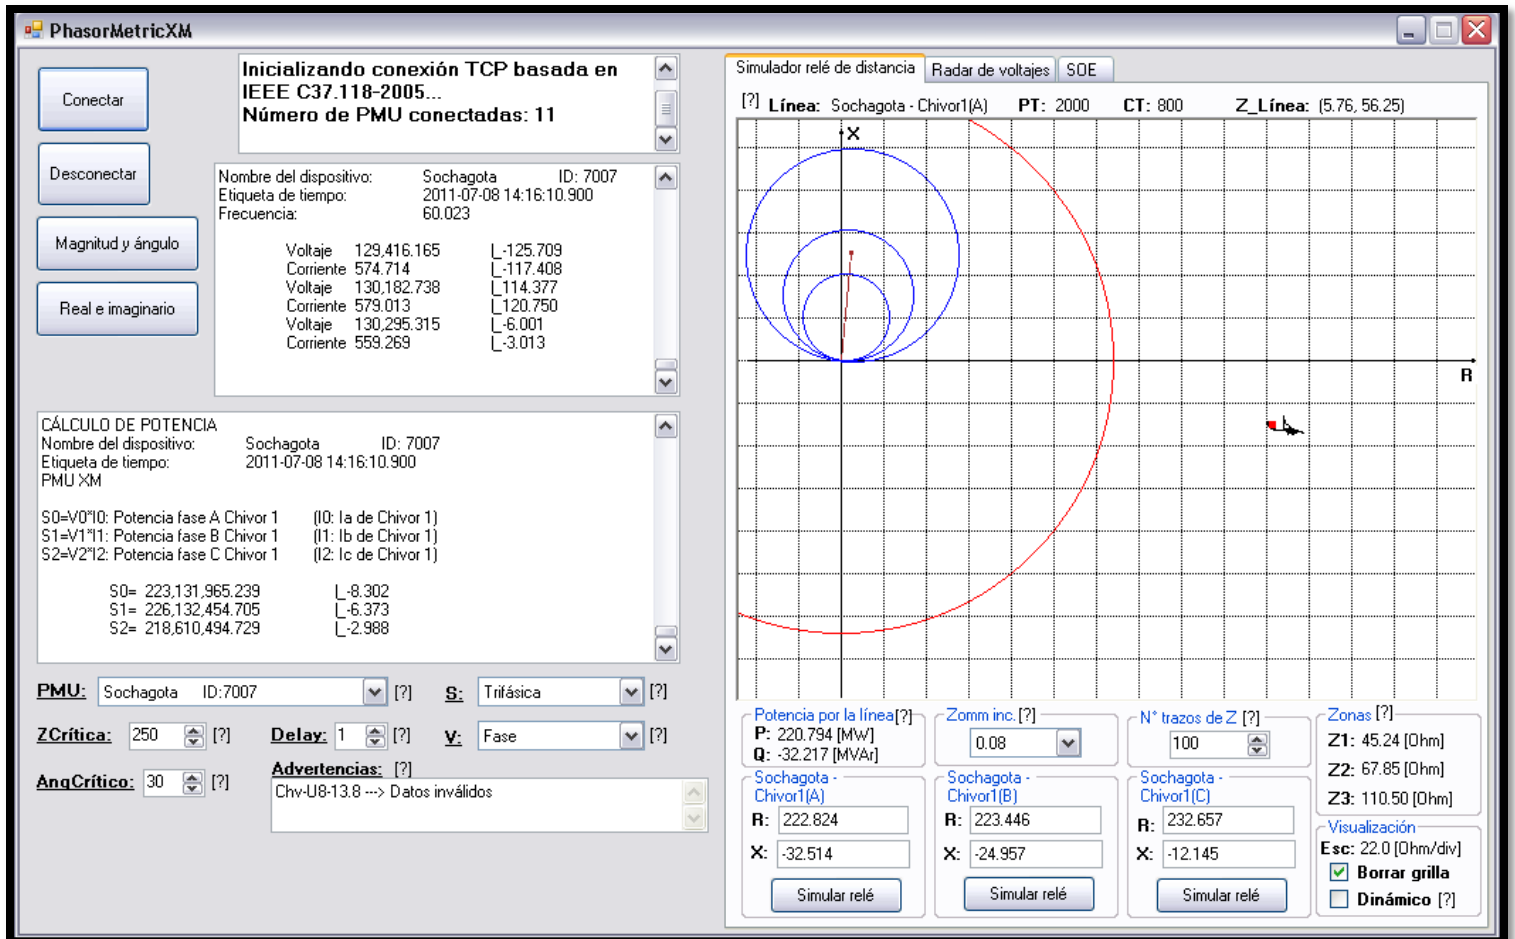 PhasorMetricXM
Conectar
Desconectar
Magnitud y ángulo
Real e imaginario
Inicializando conexión TCP basada en
IEEE C37.118-2005...
Número de PMU conectadas: 11
Nombre del dispositivo: Sochagota ID: 7007
Etiqueta de tiempo: 2011-07-08 14:16:10.900
Frecuencia: 60.023
Voltaje 129,416.165 |_-125.709
Corriente 574.714 |_-117.408
Voltaje 130,182.738 |_114.377
Corriente 579.013 |_120.750
Voltaje 130,295.315 |_-6.001
Corriente 559.269 |_-3.013
CÁLCULO DE POTENCIA
Nombre del dispositivo: Sochagota ID: 7007
Etiqueta de tiempo: 2011-07-08 14:16:10.900
PMU XM
S0=V0*I0: Potencia fase A Chivor 1 (I0: Ia de Chivor 1)
S1=V1*I1: Potencia fase B Chivor 1 (I1: Ib de Chivor 1)
S2=V2*I2: Potencia fase C Chivor 1 (I2: Ic de Chivor 1)
S0= 223,131,965.239 |_-8.302
S1= 226,132,454.705 |_-6.373
S2= 218,610,494.729 |_-2.988
PMU: Sochagota ID:7007 [?] S: Trifásica [?]
ZCrítica: 250 [?] Delay: 1 [?] V: Fase [?]
AngCrítico: 30 [?] Advertencias: [?]
Chv-U8-13.8 ---> Datos inválidos
Simulador relé de distancia Radar de voltajes SOE
[?] Línea: Sochagota - Chivor1(A) PT: 2000 CT: 800 Z_Línea: (5.76, 56.25)
X
R
Potencia por la línea[?]
P: 220.794 [MW]
Q: -32.217 [MVAr]
Zomm inc. [?]
0.08
N° trazos de Z [?]
100
Zonas [?]
Z1: 45.24 [Ohm]
Z2: 67.85 [Ohm]
Z3: 110.50 [Ohm]
Sochagota -
Chivor1(A)
R: 222.824
X: -32.514
Simular relé
Sochagota -
Chivor1(B)
R: 223.446
X: -24.957
Simular relé
Sochagota -
Chivor1(C)
R: 232.657
X: -12.145
Simular relé
Visualización
Esc: 22.0 [Ohm/div]
Borrar grilla
Dinámico [?]